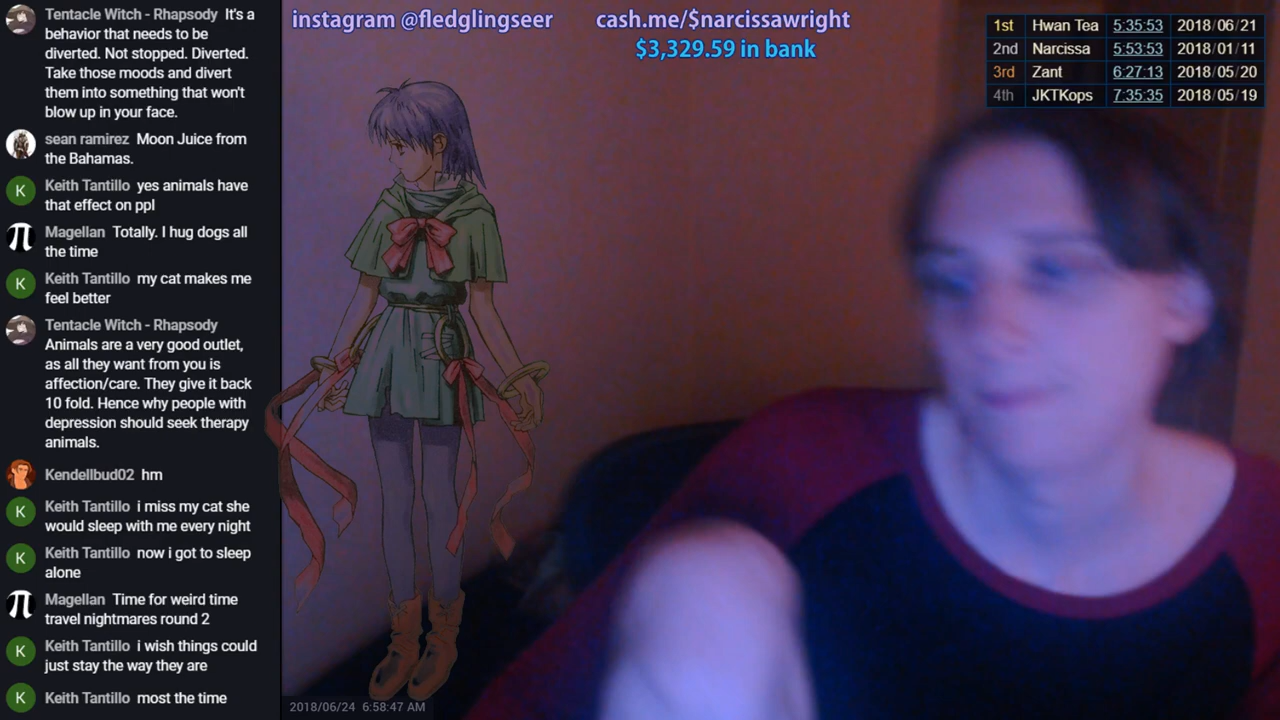 Tentacle Witch - Rhapsody It's a
behavior that needs to be
diverted. Not stopped. Diverted.
Take those moods and divert
them into something that won't
blow up in your face.
sean ramirez Moon Juice from
the Bahamas.
K Keith Tantillo yes animals have
that effect on ppl
π Magellan Totally. I hug dogs all
the time
K Keith Tantillo my cat makes me
feel better
Tentacle Witch - Rhapsody
Animals are a very good outlet,
as all they want from you is
affection/care. They give it back
10 fold. Hence why people with
depression should seek therapy
animals.
Kendellbud02 hm
K Keith Tantillo i miss my cat she
would sleep with me every night
K Keith Tantillo now i got to sleep
alone
π Magellan Time for weird time
travel nightmares round 2
K Keith Tantillo i wish things could
just stay the way they are
K Keith Tantillo most the time
instagram @fledglingseer cash.me/$narcissawright
$3,329.59 in bank
1st Hwan Tea 5:35:53 2018/06/21
2nd Narcissa 5:53:53 2018/01/11
3rd Zant 6:27:13 2018/05/20
4th JKTKops 7:35:35 2018/05/19
2018/06/24 6:58:47 AM